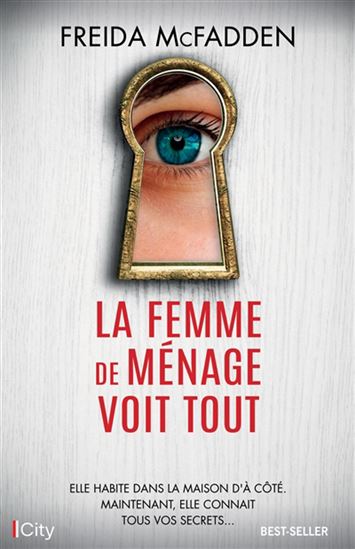 FREIDA McFADDEN
LA FEMME
DE MÉNAGE
VOIT TOUT
ELLE HABITE DANS LA MAISON D'À CÔTÉ.
MAINTENANT, ELLE CONNAIT
TOUS VOS SECRETS...
City
BEST-SELLER